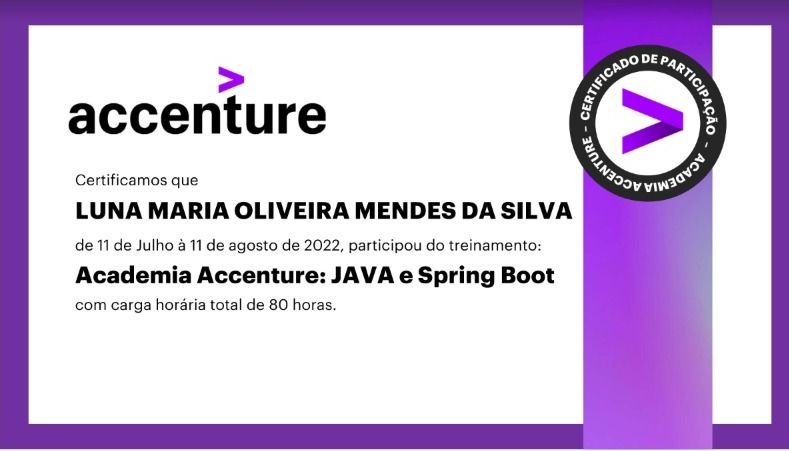 accenture
Certificamos que
LUNA MARIA OLIVEIRA MENDES DA SILVA
de 11 de Julho à 11 de agosto de 2022, participou do treinamento:
Academia Accenture: JAVA e Spring Boot
com carga horária total de 80 horas.
CERTIFICADO DE PARTICIPAÇÃO – ACADEMIA ACCENTURE –